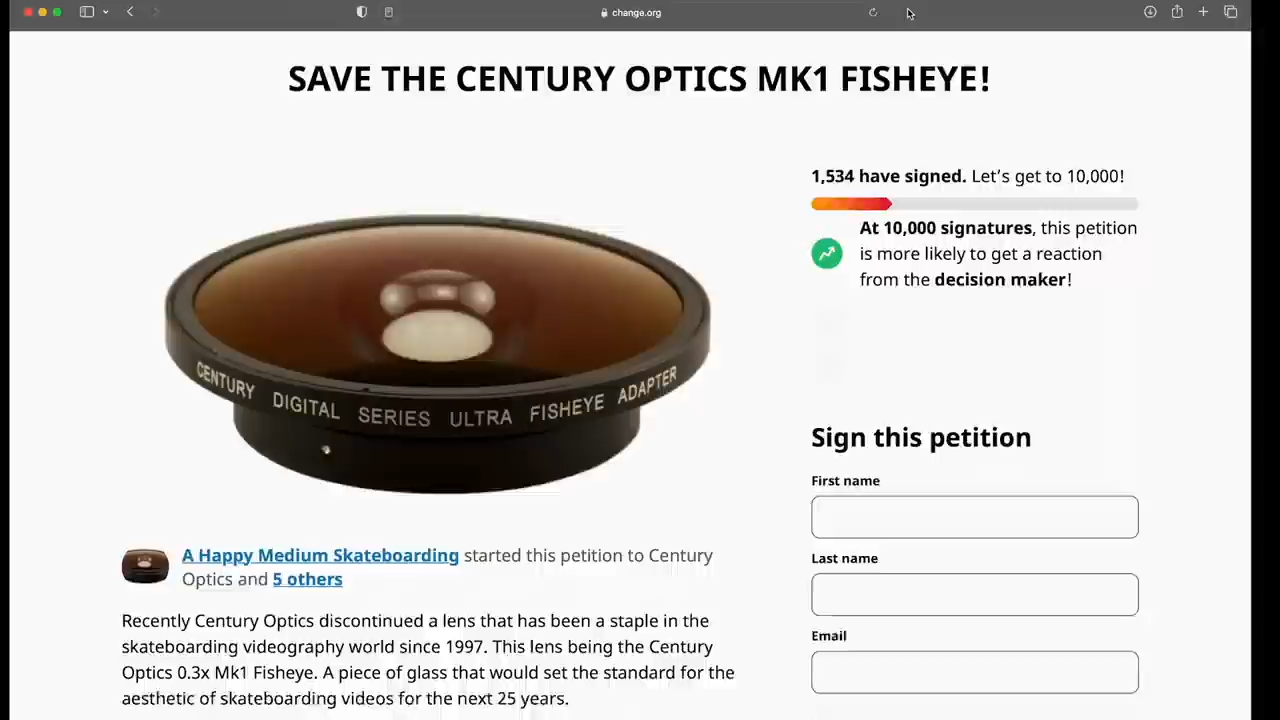 change.org
SAVE THE CENTURY OPTICS MK1 FISHEYE!
CENTURY DIGITAL SERIES ULTRA FISHEYE ADAPTER
A Happy Medium Skateboarding started this petition to Century
Optics and 5 others
Recently Century Optics discontinued a lens that has been a staple in the
skateboarding videography world since 1997. This lens being the Century
Optics 0.3x Mk1 Fisheye. A piece of glass that would set the standard for the
aesthetic of skateboarding videos for the next 25 years.
1,534 have signed. Let’s get to 10,000!
At 10,000 signatures, this petition
is more likely to get a reaction
from the decision maker!
Sign this petition
First name
Last name
Email